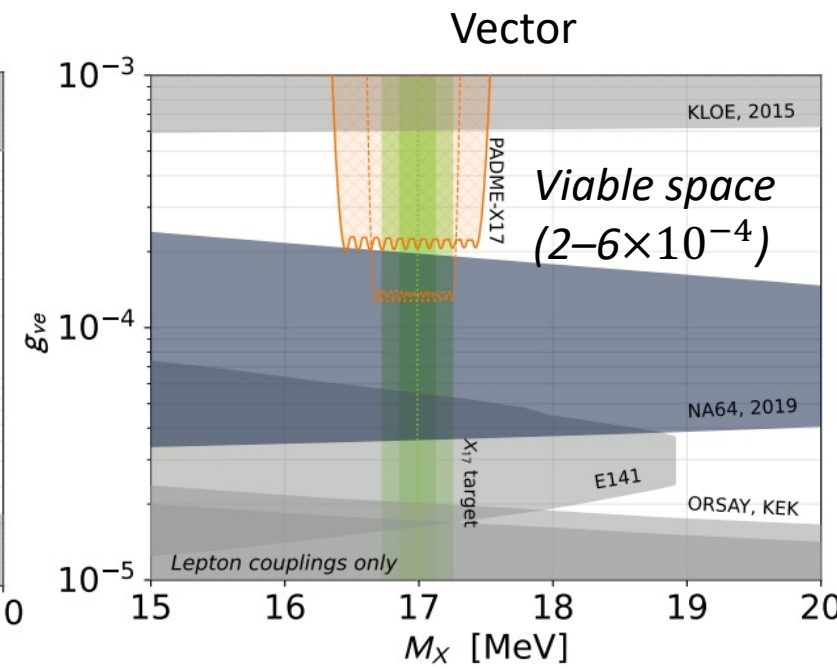 Vector
10⁻³
KLOE, 2015
PADME-X17
Viable space
(2–6×10⁻⁴)
g_ve
10⁻⁴
NA64, 2019
X₁₇ target
E141
ORSAY, KEK
Lepton couplings only
10⁻⁵
0 15 16 17 18 19 20
M_X [MeV]